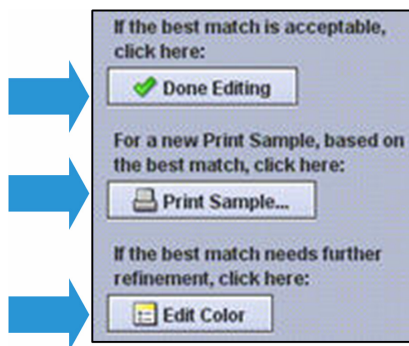 If the best match is acceptable,
click here:
Done Editing
For a new Print Sample, based on
the best match, click here:
Print Sample...
If the best match needs further
refinement, click here:
Edit Color